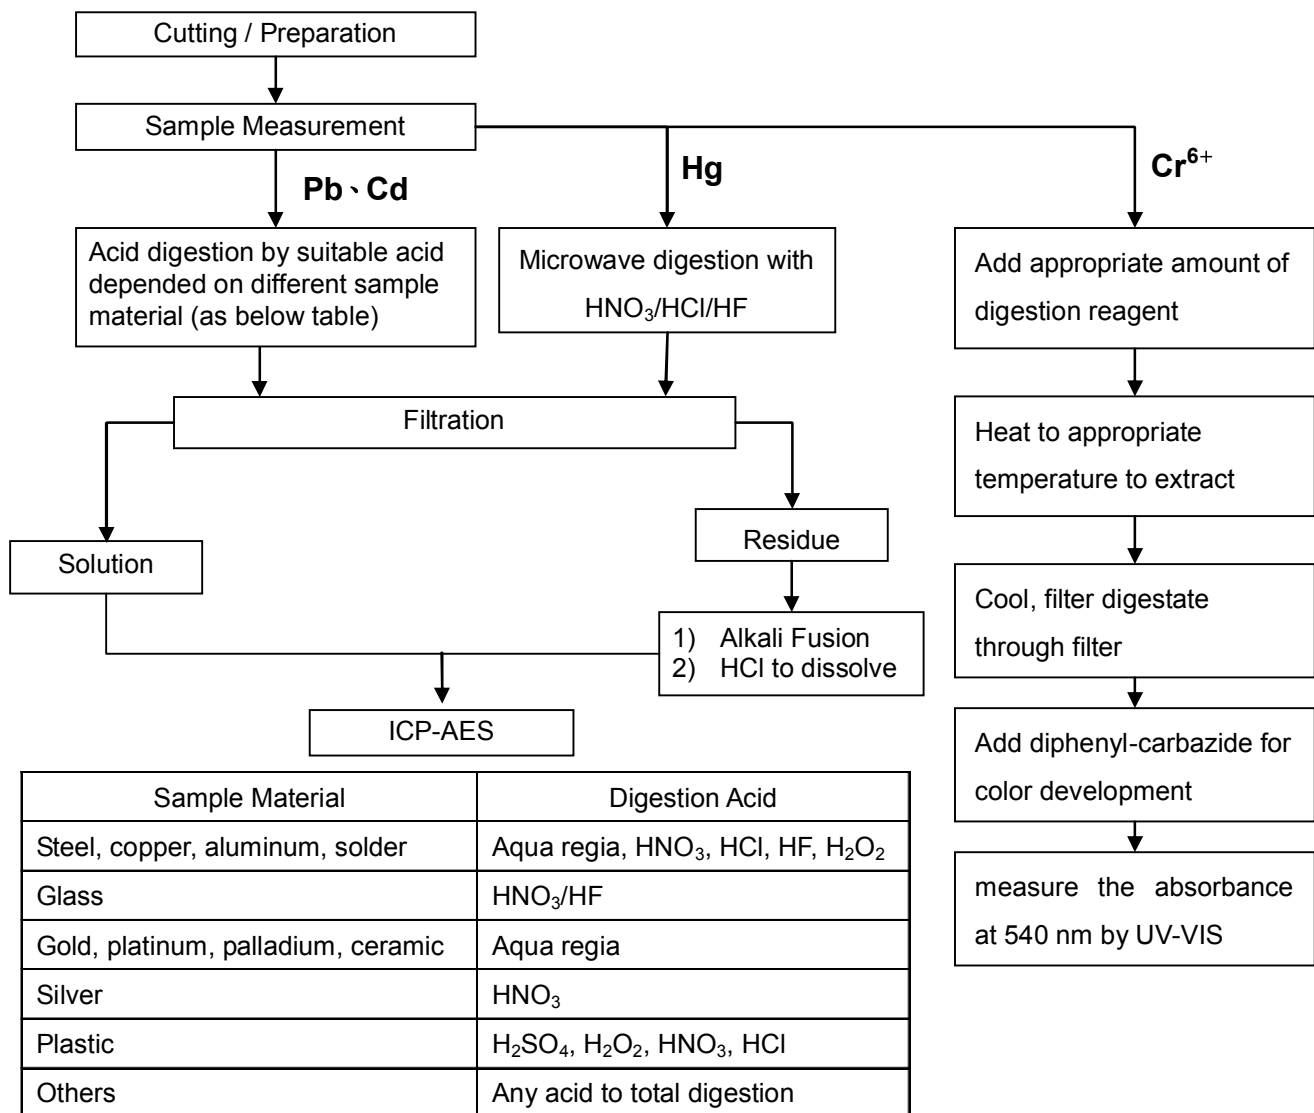 Cutting / Preparation
Sample Measurement
Pb、Cd
Hg
Cr⁶⁺
Acid digestion by suitable acid
depended on different sample
material (as below table)
Microwave digestion with
HNO₃/HCl/HF
Add appropriate amount of
digestion reagent
Filtration
Heat to appropriate
temperature to extract
Solution
Residue
1) Alkali Fusion
2) HCl to dissolve
Cool, filter digestate
through filter
ICP-AES
Add diphenyl-carbazide for
color development
measure the absorbance
at 540 nm by UV-VIS
Sample Material Digestion Acid
Steel, copper, aluminum, solder Aqua regia, HNO₃, HCl, HF, H₂O₂
Glass HNO₃/HF
Gold, platinum, palladium, ceramic Aqua regia
Silver HNO₃
Plastic H₂SO₄, H₂O₂, HNO₃, HCl
Others Any acid to total digestion